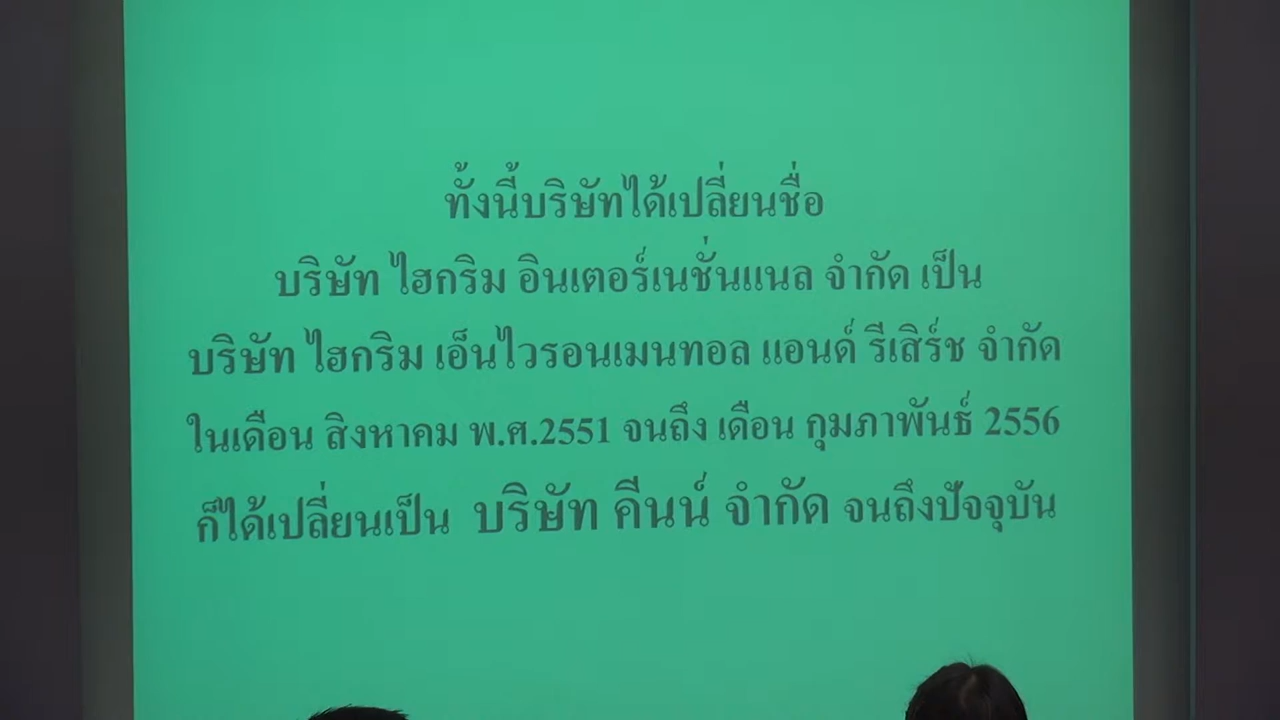 ทั้งนี้บริษัทได้เปลี่ยนชื่อ
บริษัท ไฮกริม อินเตอร์เนชั่นแนล จำกัด เป็น
บริษัท ไฮกริม เอ็นไวรอนเมนทอล แอนด์ รีเสิร์ช จำกัด
ในเดือน สิงหาคม พ.ศ.2551 จนถึง เดือน กุมภาพันธ์ 2556
ก็ได้เปลี่ยนเป็น บริษัท คีนน์ จำกัด จนถึงปัจจุบัน